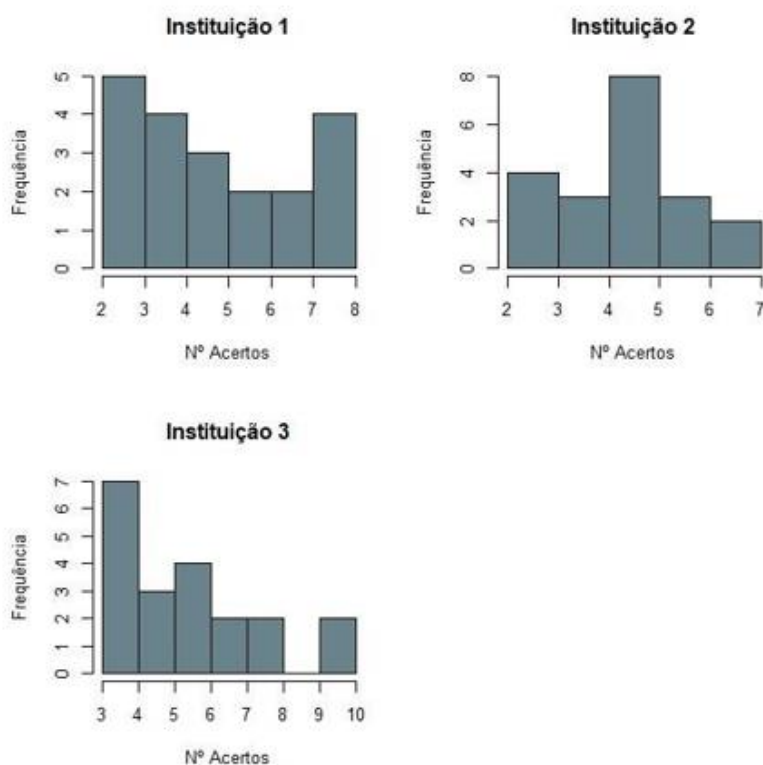 Instituição 1
Frequência
0 1 2 3 4 5
2 3 4 5 6 7 8
Nº Acertos
Instituição 2
Frequência
0 2 4 6 8
2 3 4 5 6 7
Nº Acertos
Instituição 3
Frequência
0 1 2 3 4 5 6 7
3 4 5 6 7 8 9 10
Nº Acertos